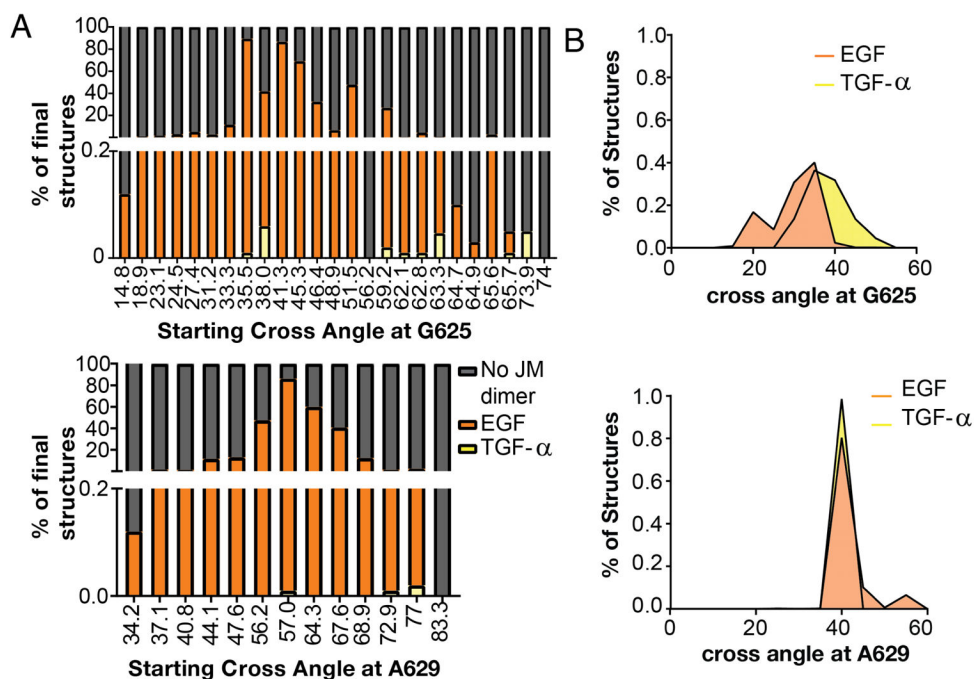 A
100
80
60
40
20
0.2
0
% of final
structures
14.8
18.9
23.1
24.5
27.4
31.2
33.3
35.5
38.0
41.3
45.3
46.4
48.9
51.5
56.2
59.2
62.1
62.8
63.3
64.7
64.9
65.6
65.7
73.9
74
Starting Cross Angle at G625
B
1.0
0.8
0.6
0.4
0.2
0.0
% of Structures
EGF
TGF-α
0 20 40 60
cross angle at G625
100
80
60
40
20
0.2
0.0
% of final
structures
No JM
dimer
EGF
TGF-α
34.2
37.1
40.8
44.1
47.6
56.2
57.0
64.3
67.6
68.9
72.9
77
83.3
Starting Cross Angle at A629
1.0
0.8
0.6
0.4
0.2
0.0
% of Structures
EGF
TGF-α
0 20 40 60
cross angle at A629